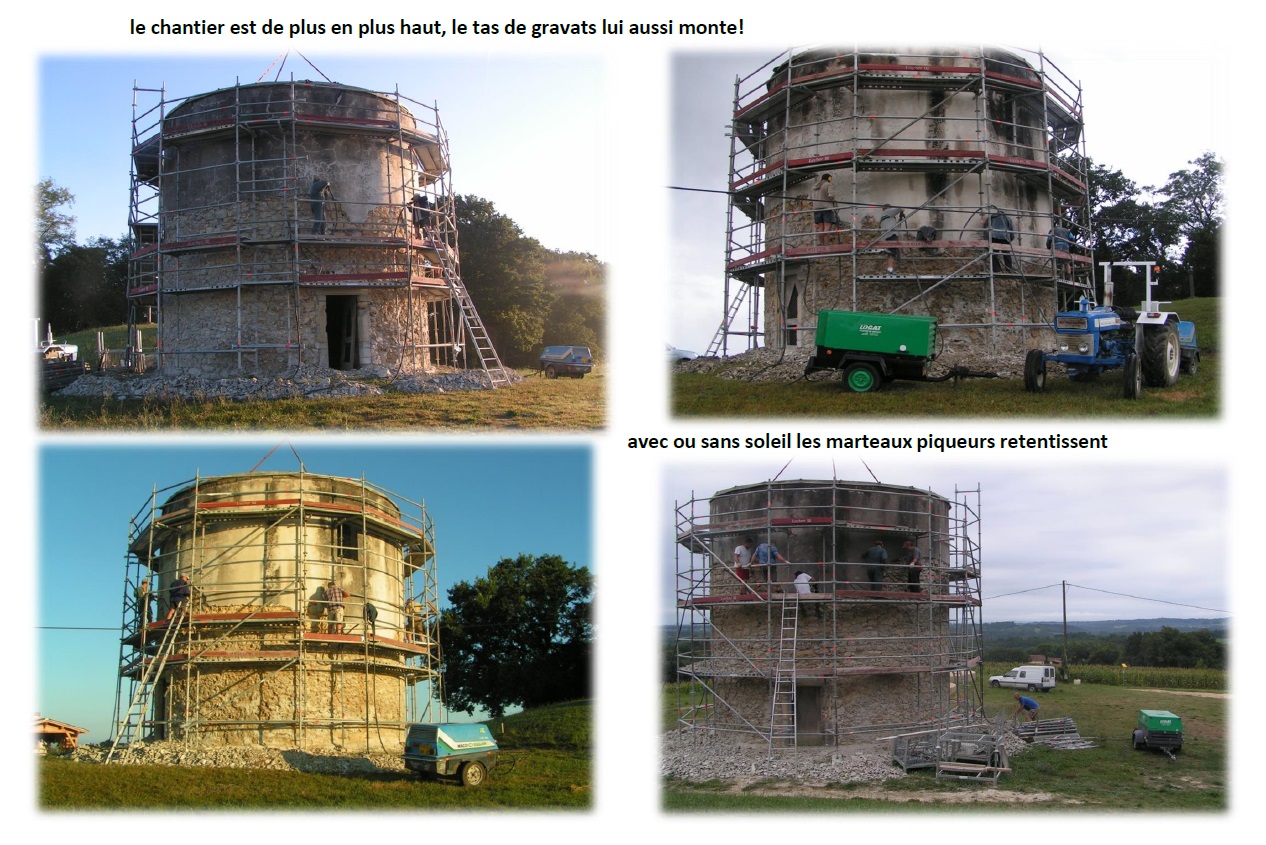 le chantier est de plus en plus haut, le tas de gravats lui aussi monte!
LOCAT
avec ou sans soleil les marteaux piqueurs retentissent